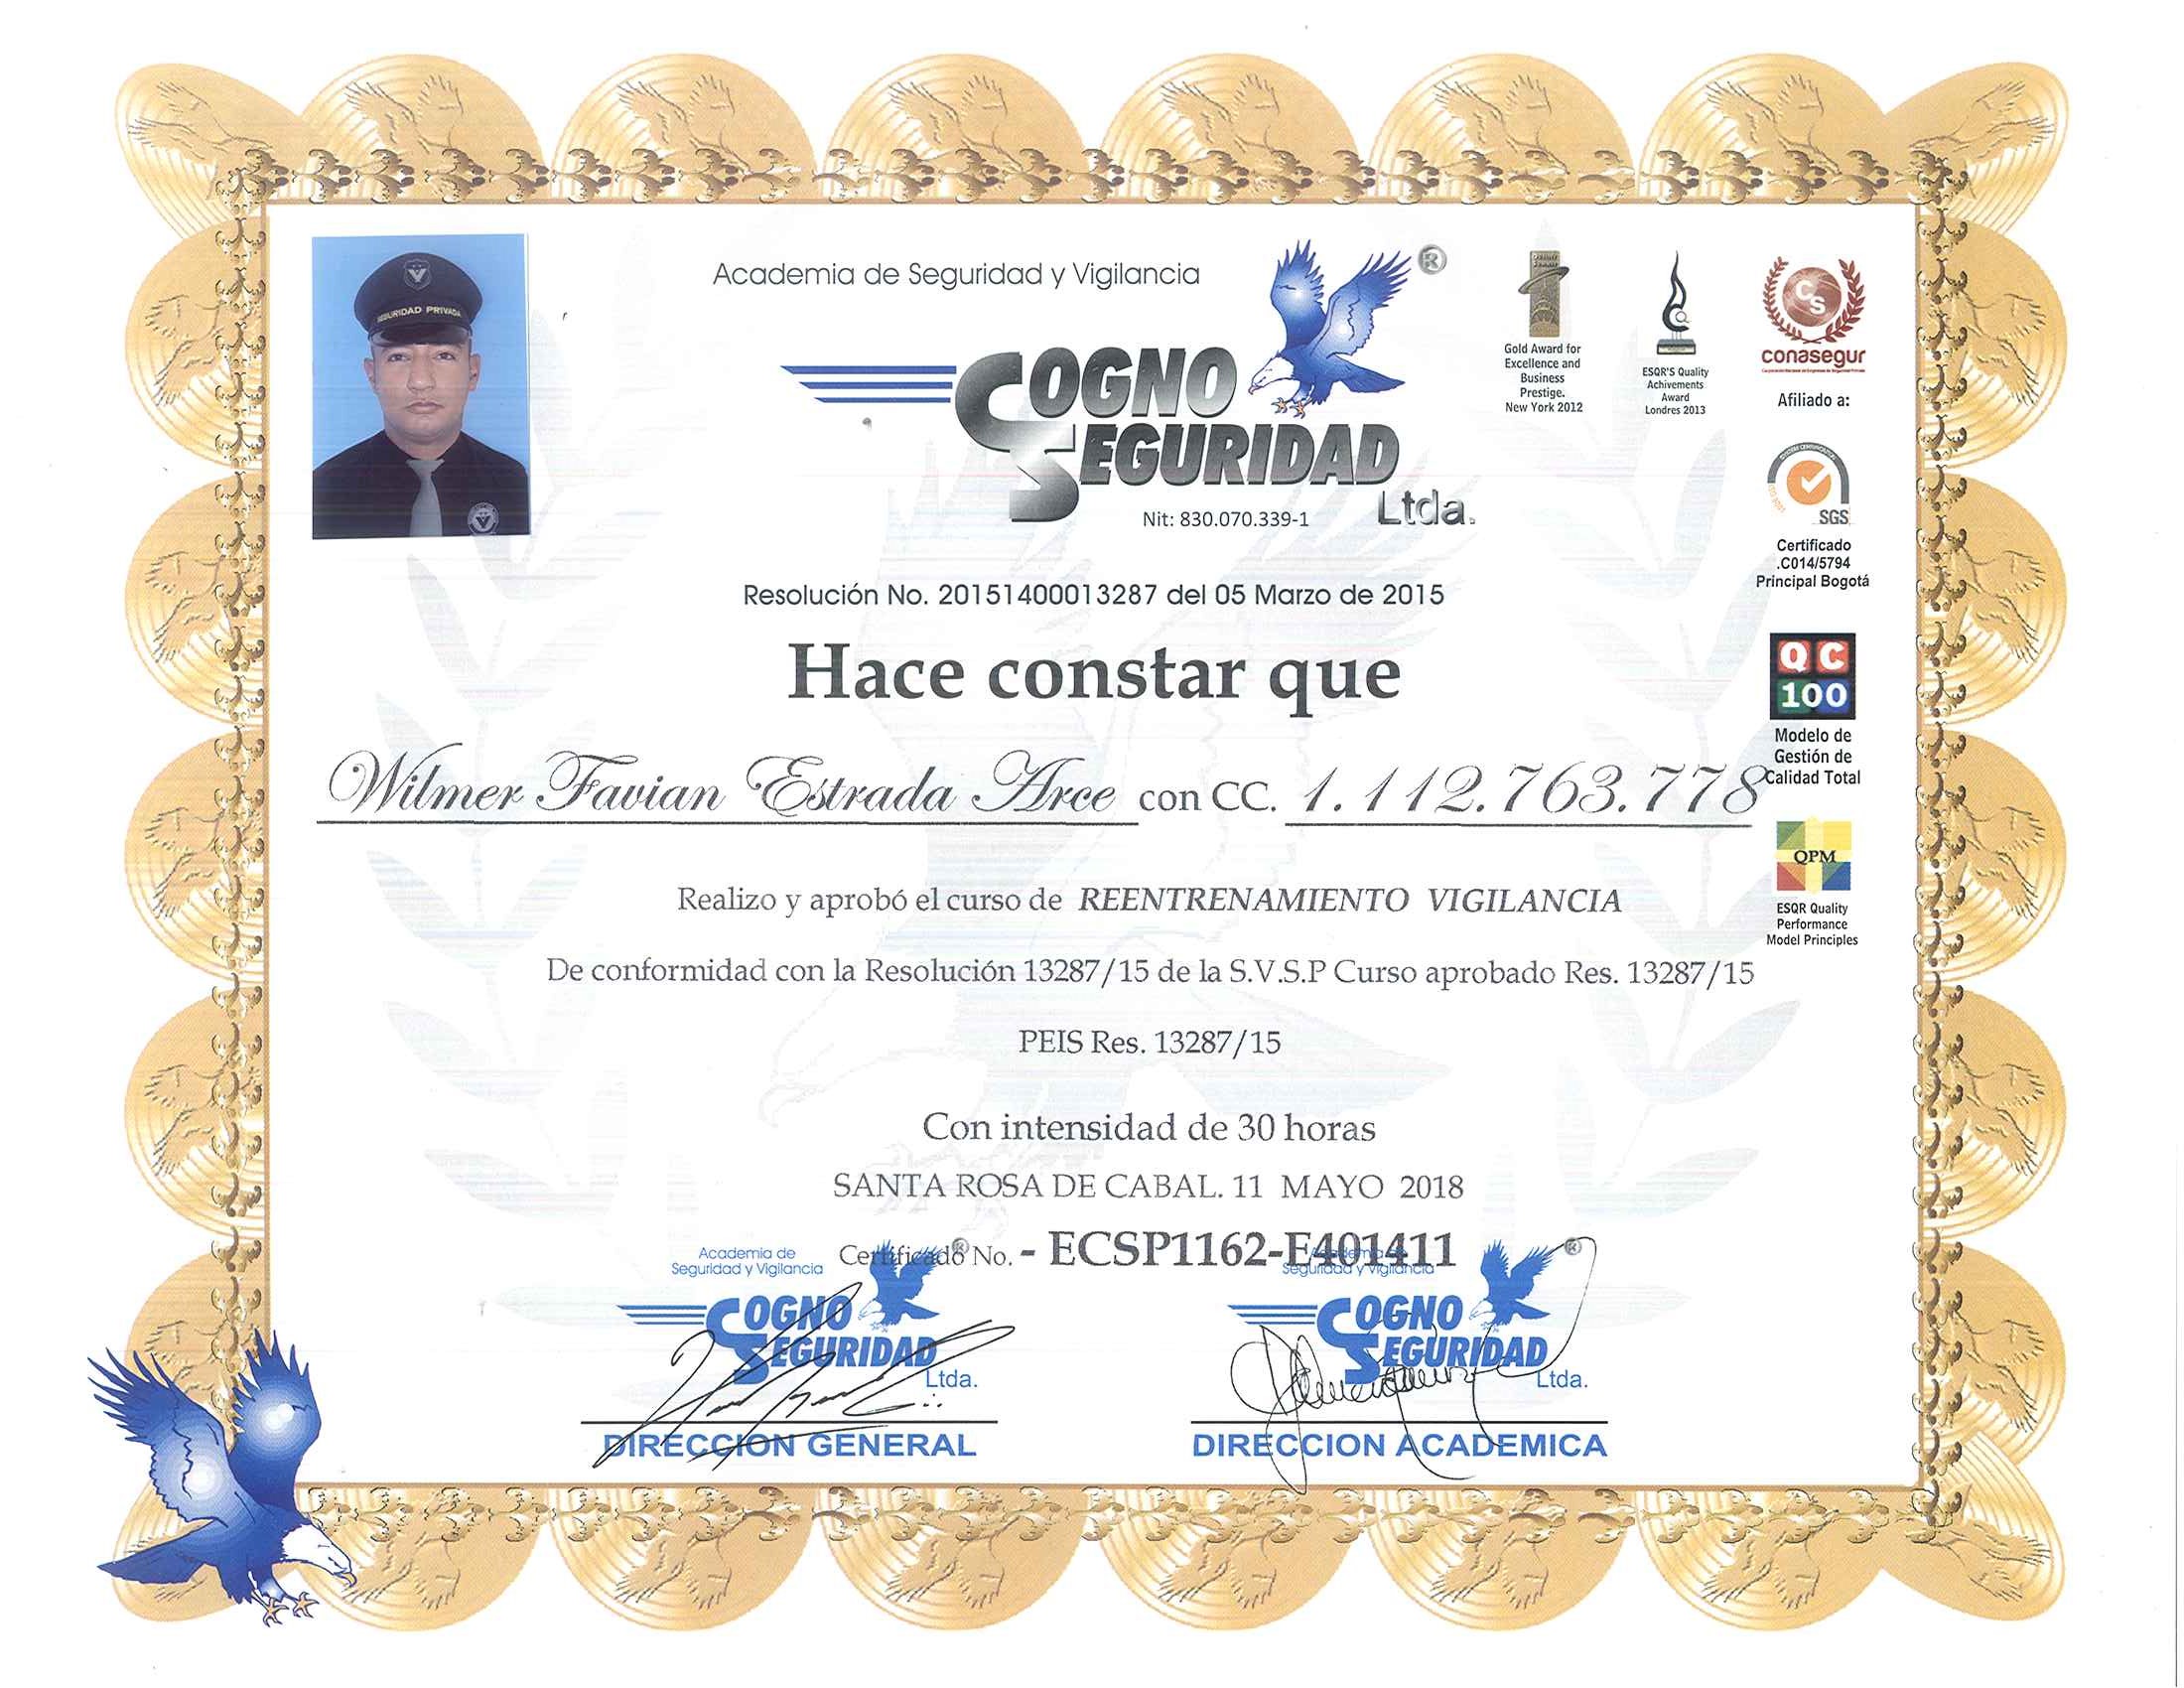 SEGURIDAD PRIVADA
Academia de Seguridad y Vigilancia
®
COGNO
SEGURIDAD
Ltda.
Nit: 830.070.339-1
Gold Award for
Excellence and
Business
Prestige.
New York 2012
ESQR'S Quality
Achivements
Award
Londres 2013
CS
conasegur
Afiliado a:
SGS
Certificado
.C014/5794
Principal Bogotá
QC
100
Modelo de
Gestión de
Calidad Total
QPM
ESQR Quality
Performance
Model Principles
Resolución No. 20151400013287 del 05 Marzo de 2015
Hace constar que
Wilmer Favian Estrada Arce con CC. 1.112.763.778
Realizo y aprobó el curso de REENTRENAMIENTO VIGILANCIA
De conformidad con la Resolución 13287/15 de la S.V.S.P Curso aprobado Res. 13287/15
PEIS Res. 13287/15
Con intensidad de 30 horas
SANTA ROSA DE CABAL. 11 MAYO 2018
Certificado No. - ECSP1162-E401411
Academia de
Seguridad y Vigilancia
®
COGNO
SEGURIDAD
Ltda.
DIRECCION GENERAL
Academia de
Seguridad y Vigilancia
®
COGNO
SEGURIDAD
Ltda.
DIRECCION ACADEMICA